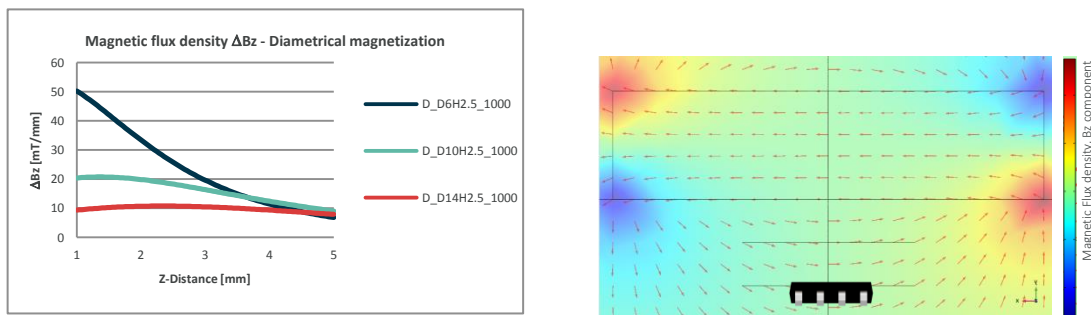 Magnetic flux density ΔBz - Diametrical magnetization
60
50
40
30
20
10
0
ΔBz [mT/mm]
1 2 3 4 5
Z-Distance [mm]
D_D6H2.5_1000
D_D10H2.5_1000
D_D14H2.5_1000
Magnetic Flux density, Bz component